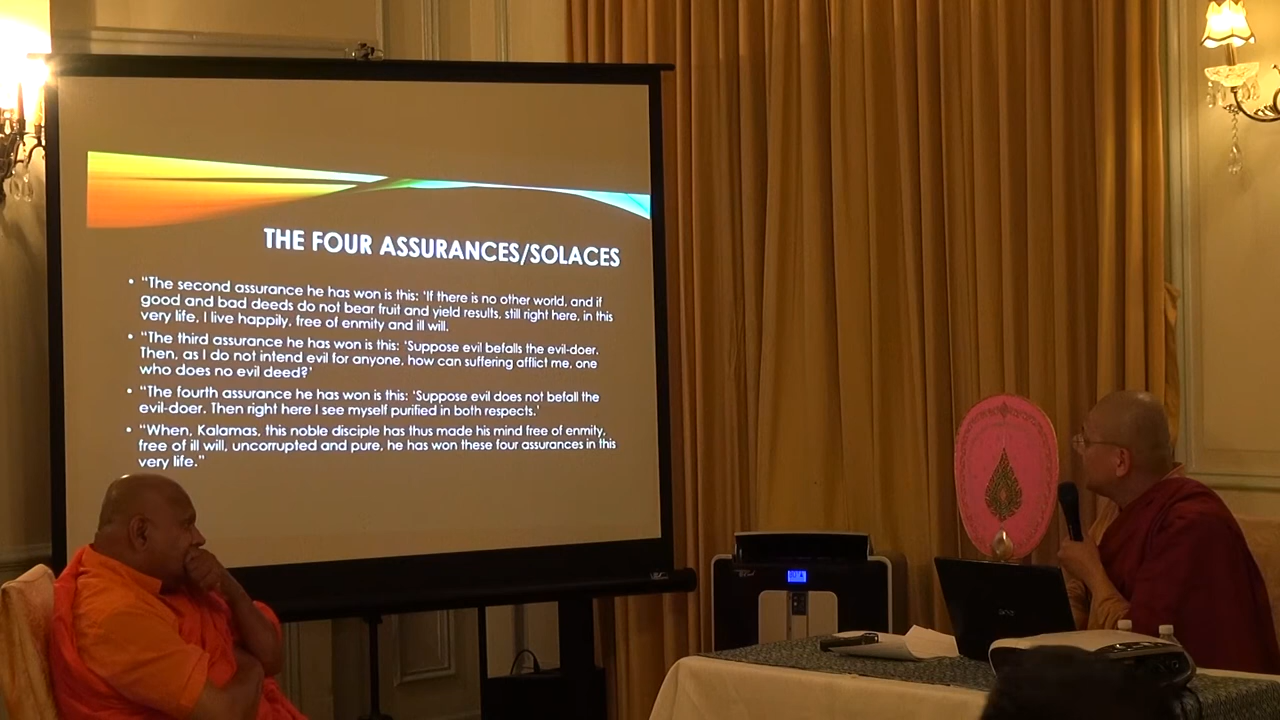 THE FOUR ASSURANCES/SOLACES
• “The second assurance he has won is this: ‘If there is no other world, and if
good and bad deeds do not bear fruit and yield results, still right here, in this
very life, I live happily, free of enmity and ill will.
• “The third assurance he has won is this: ‘Suppose evil befalls the evil-doer.
Then, as I do not intend evil for anyone, how can suffering afflict me, one
who does no evil deed?’
• “The fourth assurance he has won is this: ‘Suppose evil does not befall the
evil-doer. Then right here I see myself purified in both respects.’
• “When, Kalamas, this noble disciple has thus made his mind free of enmity,
free of ill will, uncorrupted and pure, he has won these four assurances in this
very life.”
acer